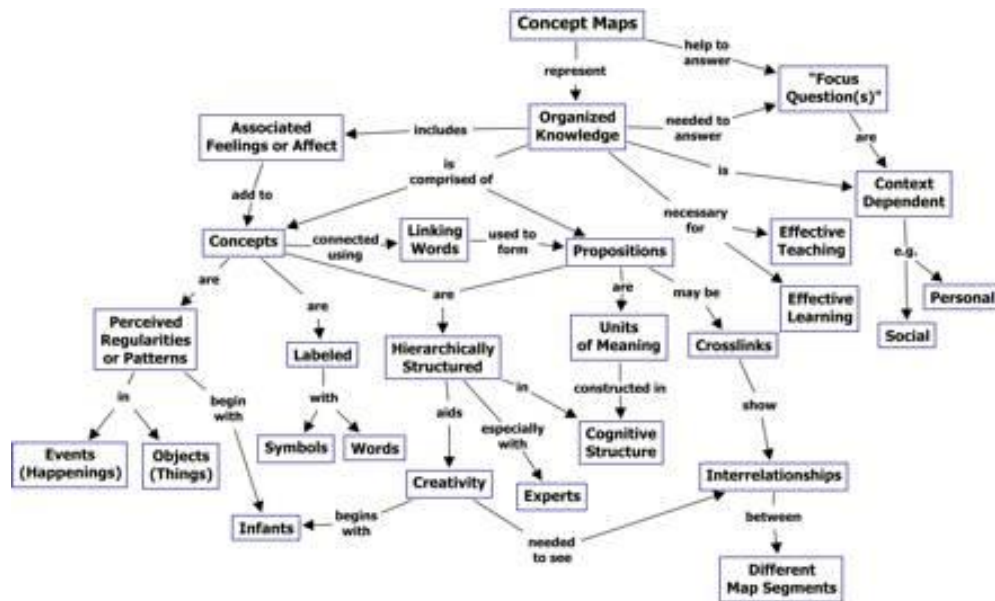 Concept Maps
help to
answer
represent
"Focus
Question(s)"
Organized
Knowledge
needed to
answer
Associated
Feelings or Affect
includes
are
is
comprised of
is
Context
Dependent
add to
necessary
for
Effective
Teaching
Concepts
connected
using
Linking
Words
used to
form
Propositions
e.g.
are
are
are
are
may be
Effective
Learning
Personal
Social
Perceived
Regularities
or Patterns
Labeled
Hierarchically
Structured
Units
of Meaning
Crosslinks
in
begin
with
with
aids
in
especially
with
constructed in
show
Events
(Happenings)
Objects
(Things)
Symbols
Words
Cognitive
Structure
Creativity
Experts
Interrelationships
Infants
begins
with
needed
to see
between
Different
Map Segments